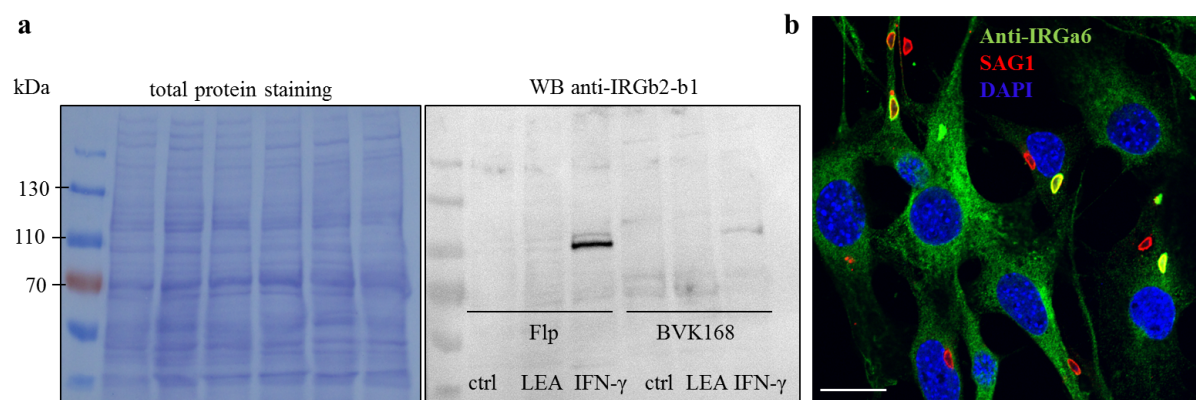 a
kDa
total protein staining
130
110
70
WB anti-IRGb2-b1
Flp
BVK168
ctrl LEA IFN-γ ctrl LEA IFN-γ
b
Anti-IRGa6
SAG1
DAPI